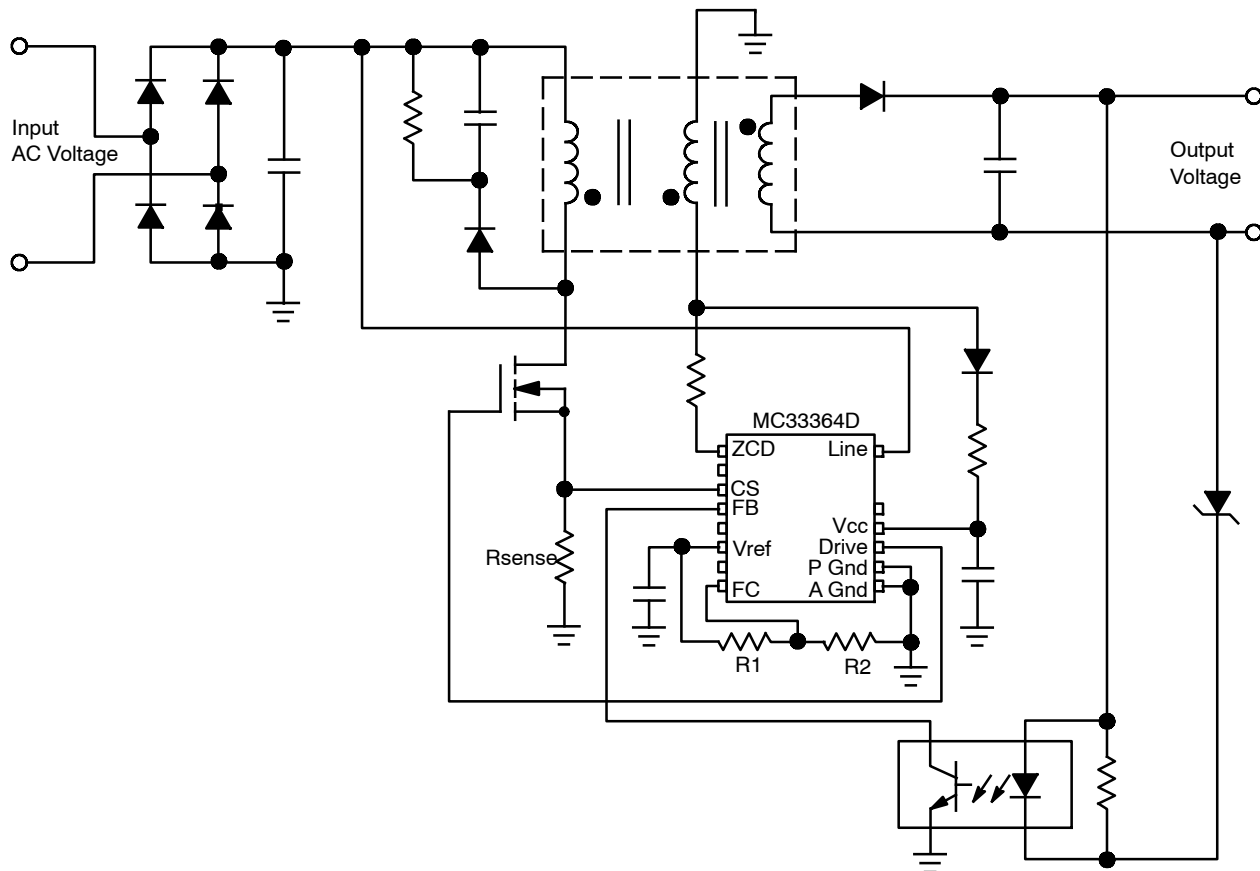 Input
AC Voltage
Output
Voltage
MC33364D
ZCD
Line
CS
FB
Vcc
Vref
Drive
P Gnd
FC
A Gnd
Rsense
R1
R2